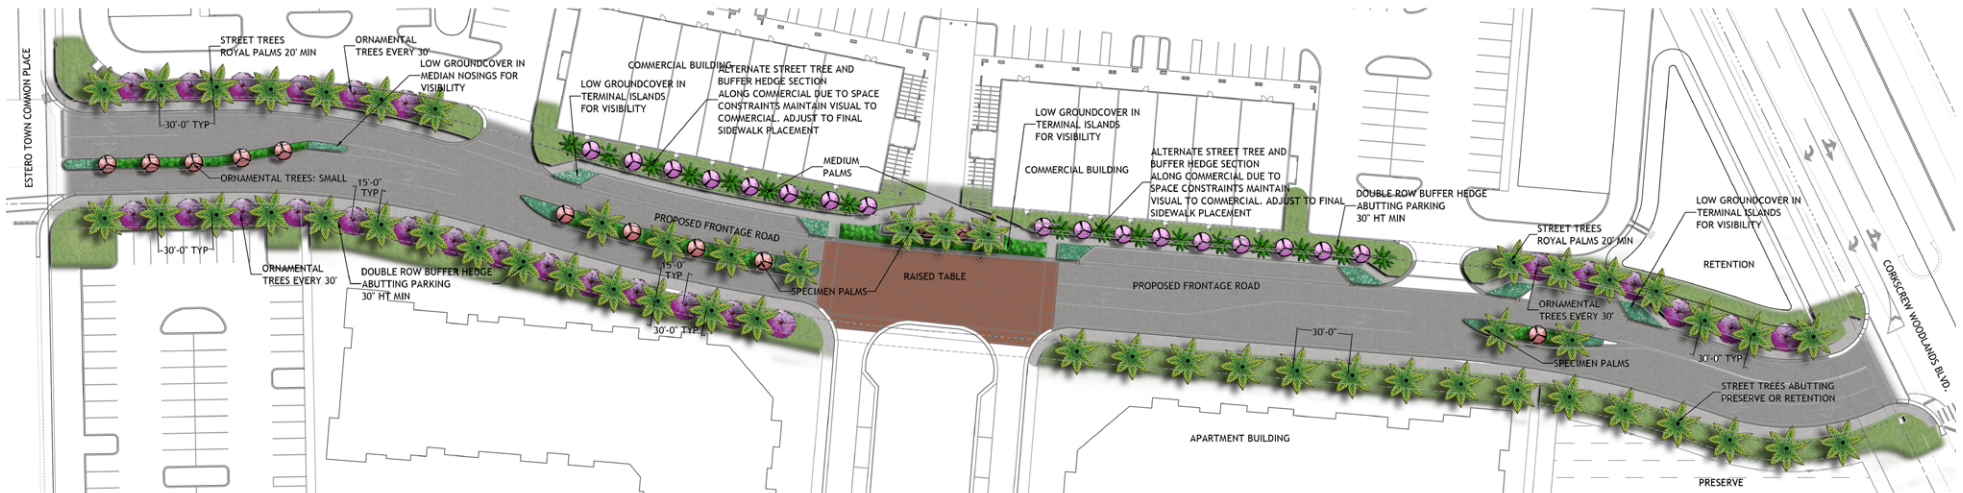 ESTERO TOWN COMMON PLACE
STREET TREES
ROYAL PALMS 20' MIN
ORNAMENTAL
TREES EVERY 30'
LOW GROUNDCOVER IN
MEDIAN NOSINGS FOR
VISIBILITY
30'-0" TYP
ORNAMENTAL TREES: SMALL
15'-0"
TYP
30'-0" TYP
ORNAMENTAL
TREES EVERY 30'
DOUBLE ROW BUFFER HEDGE
ABUTTING PARKING
30" HT MIN
LOW GROUNDCOVER IN
TERMINAL ISLANDS
FOR VISIBILITY
COMMERCIAL BUILDING
ALTERNATE STREET TREE AND
BUFFER HEDGE SECTION
ALONG COMMERCIAL DUE TO SPACE
CONSTRAINTS MAINTAIN VISUAL TO
COMMERCIAL. ADJUST TO FINAL
SIDEWALK PLACEMENT
MEDIUM
PALMS
PROPOSED FRONTAGE ROAD
15'-0"
TYP
30'-0" TYP
SPECIMEN PALMS
RAISED TABLE
LOW GROUNDCOVER IN
TERMINAL ISLANDS
FOR VISIBILITY
COMMERCIAL BUILDING
ALTERNATE STREET TREE AND
BUFFER HEDGE SECTION
ALONG COMMERCIAL DUE TO
SPACE CONSTRAINTS MAINTAIN
VISUAL TO COMMERCIAL. ADJUST TO FINAL
SIDEWALK PLACEMENT
DOUBLE ROW BUFFER HEDGE
ABUTTING PARKING
30" HT MIN
PROPOSED FRONTAGE ROAD
30'-0"
APARTMENT BUILDING
STREET TREES
ROYAL PALMS 20' MIN
LOW GROUNDCOVER IN
TERMINAL ISLANDS
FOR VISIBILITY
RETENTION
ORNAMENTAL
TREES EVERY 30'
SPECIMEN PALMS
30'-0" TYP
STREET TREES ABUTTING
PRESERVE OR RETENTION
PRESERVE
CORKSCREW WOODLANDS BLVD.